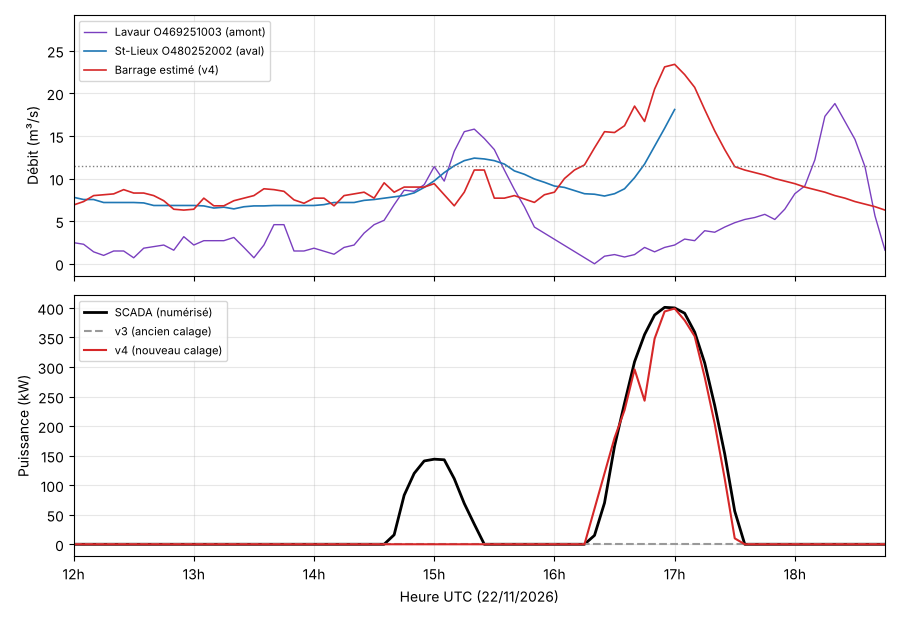 Débit (m³/s)
25
20
15
10
5
0
Lavaur O469251003 (amont)
St-Lieux O480252002 (aval)
Barrage estimé (v4)
Puissance (kW)
400
350
300
250
200
150
100
50
0
SCADA (numérisé)
v3 (ancien calage)
v4 (nouveau calage)
12h 13h 14h 15h 16h 17h 18h
Heure UTC (22/11/2026)